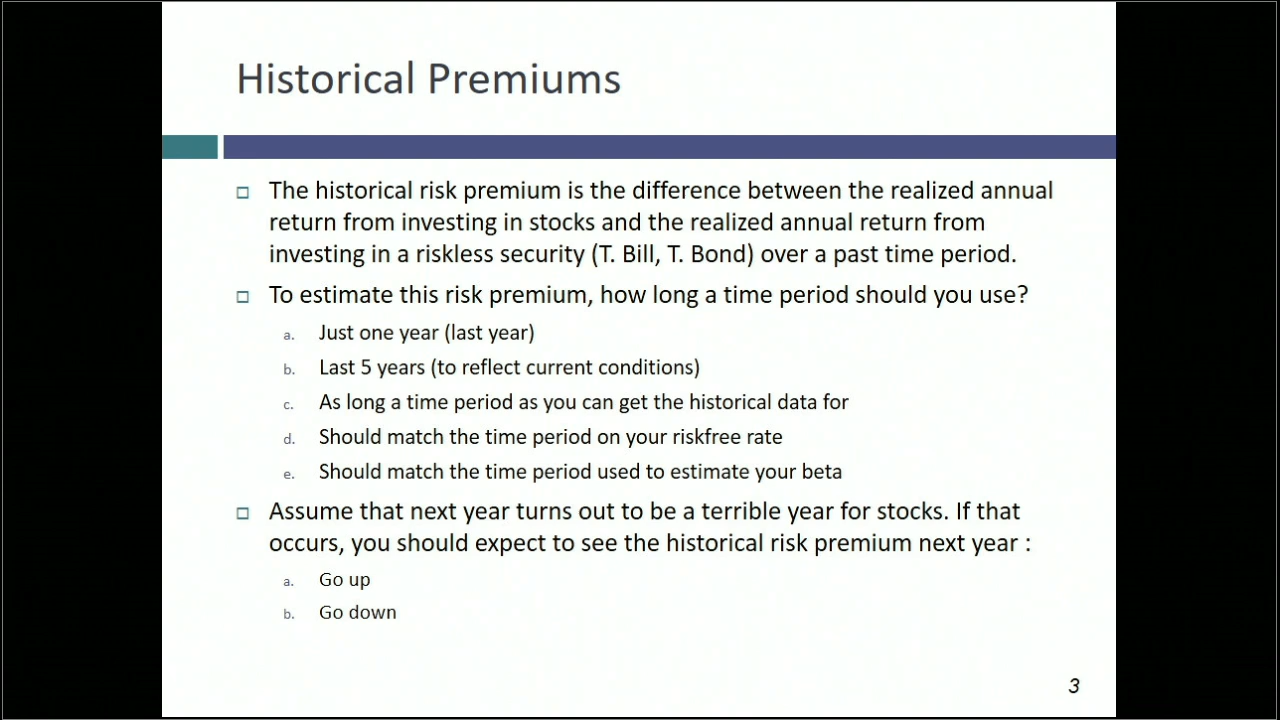 Historical Premiums
The historical risk premium is the difference between the realized annual
return from investing in stocks and the realized annual return from
investing in a riskless security (T. Bill, T. Bond) over a past time period.
To estimate this risk premium, how long a time period should you use?
a. Just one year (last year)
b. Last 5 years (to reflect current conditions)
c. As long a time period as you can get the historical data for
d. Should match the time period on your riskfree rate
e. Should match the time period used to estimate your beta
Assume that next year turns out to be a terrible year for stocks. If that
occurs, you should expect to see the historical risk premium next year :
a. Go up
b. Go down
3